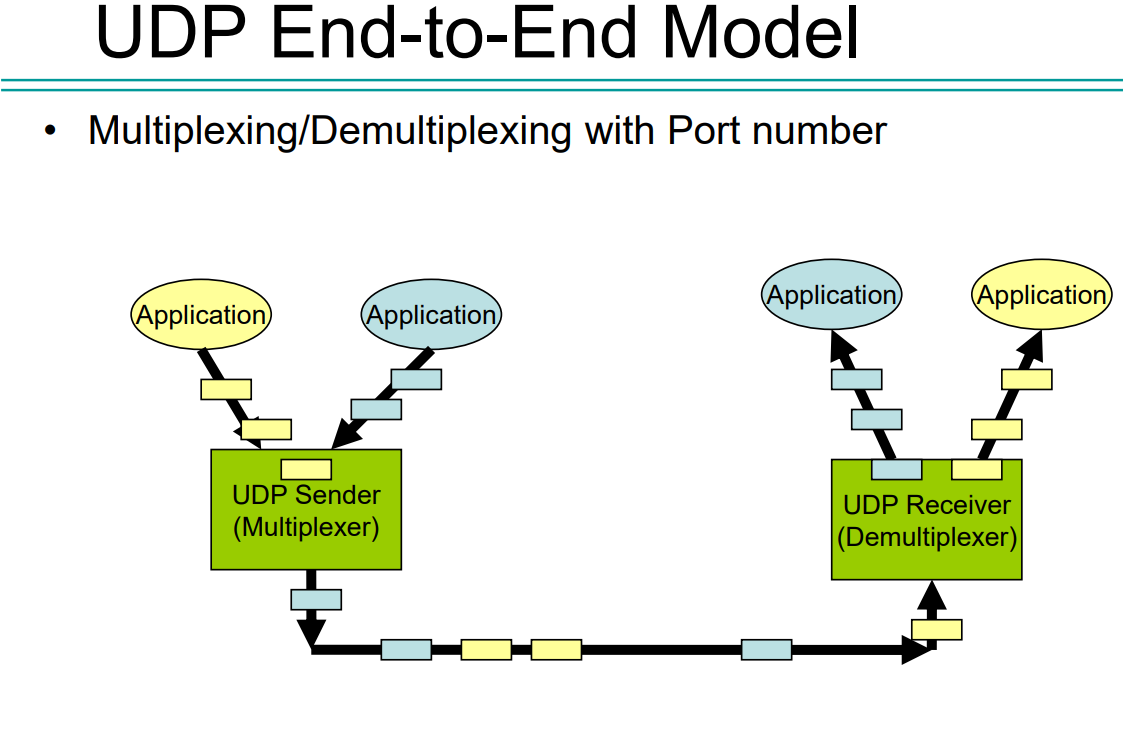 UDP End-to-End Model
• Multiplexing/Demultiplexing with Port number
Application
Application
Application
Application
UDP Sender
(Multiplexer)
UDP Receiver
(Demultiplexer)